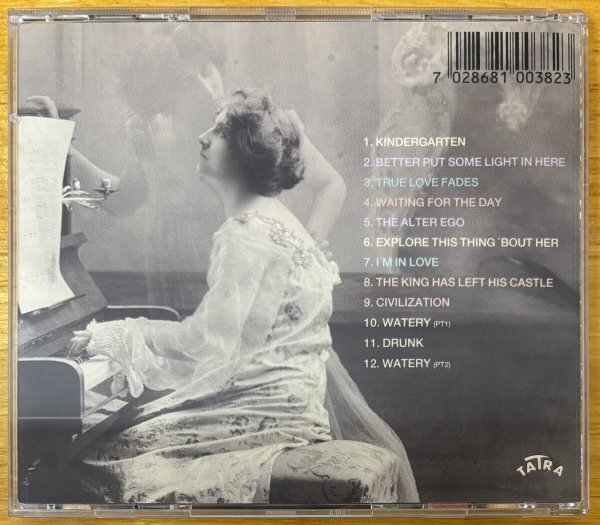 7 028681 003823
1. KINDERGARTEN
2. BETTER PUT SOME LIGHT IN HERE
3. TRUE LOVE FADES
4. WAITING FOR THE DAY
5. THE ALTER EGO
6. EXPLORE THIS THING `BOUT HER
7. I'M IN LOVE
8. THE KING HAS LEFT HIS CASTLE
9. CIVILIZATION
10. WATERY (PT1)
11. DRUNK
12. WATERY (PT2)
TATRA